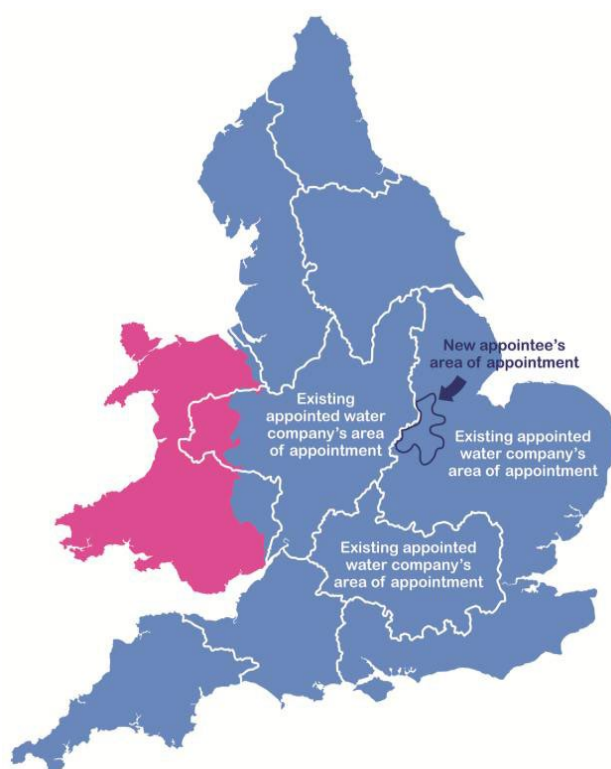 New appointee's
area of appointment
Existing
appointed water
company's area
of appointment
Existing appointed
water company's
area of appointment
Existing appointed
water company's
area of appointment